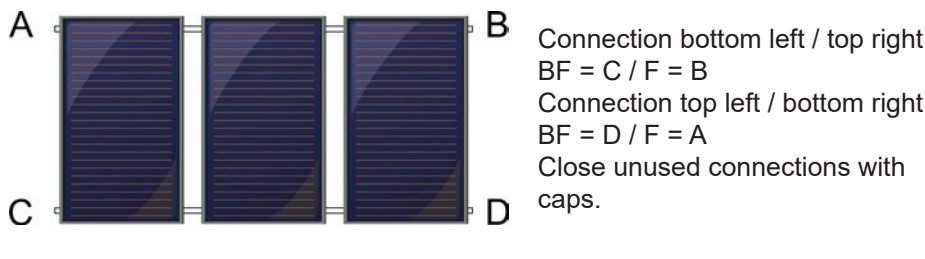 A
B
C
D
Connection bottom left / top right
BF = C / F = B
Connection top left / bottom right
BF = D / F = A
Close unused connections with
caps.